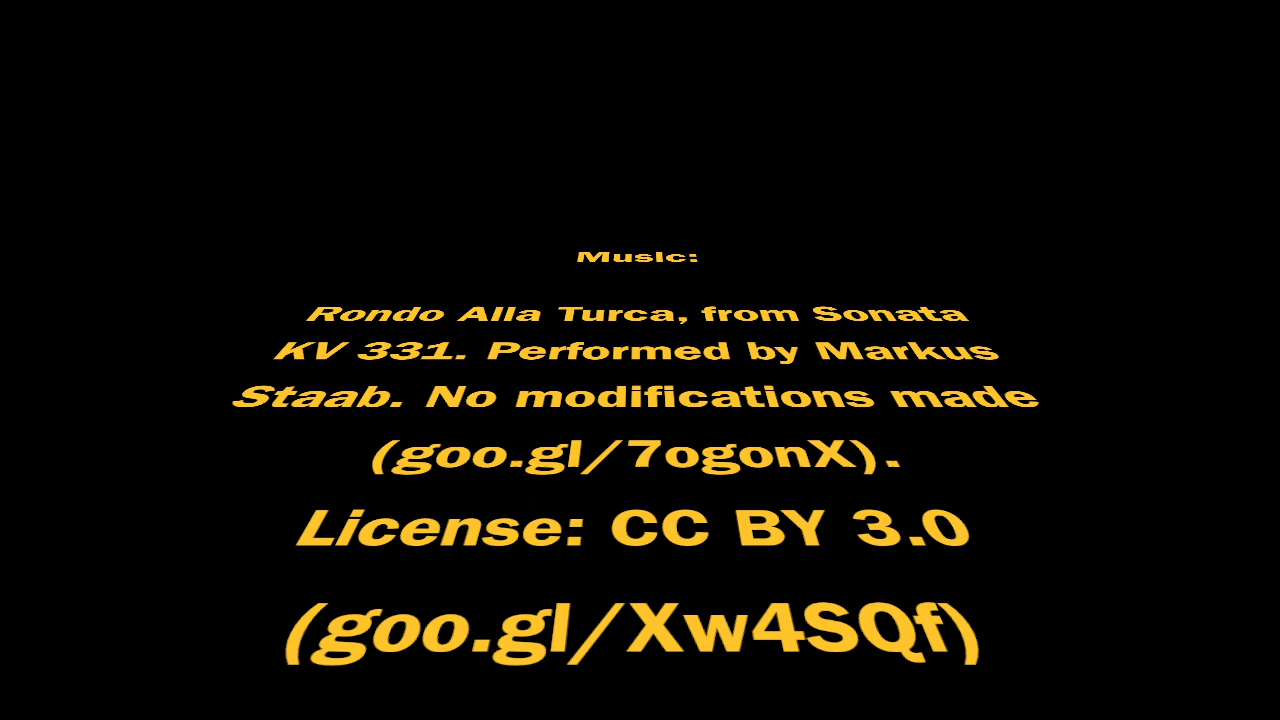 Music:
Rondo Alla Turca, from Sonata
KV 331. Performed by Markus
Staab. No modifications made
(goo.gl/7ogonX).
License: CC BY 3.0
(goo.gl/Xw4SQf)